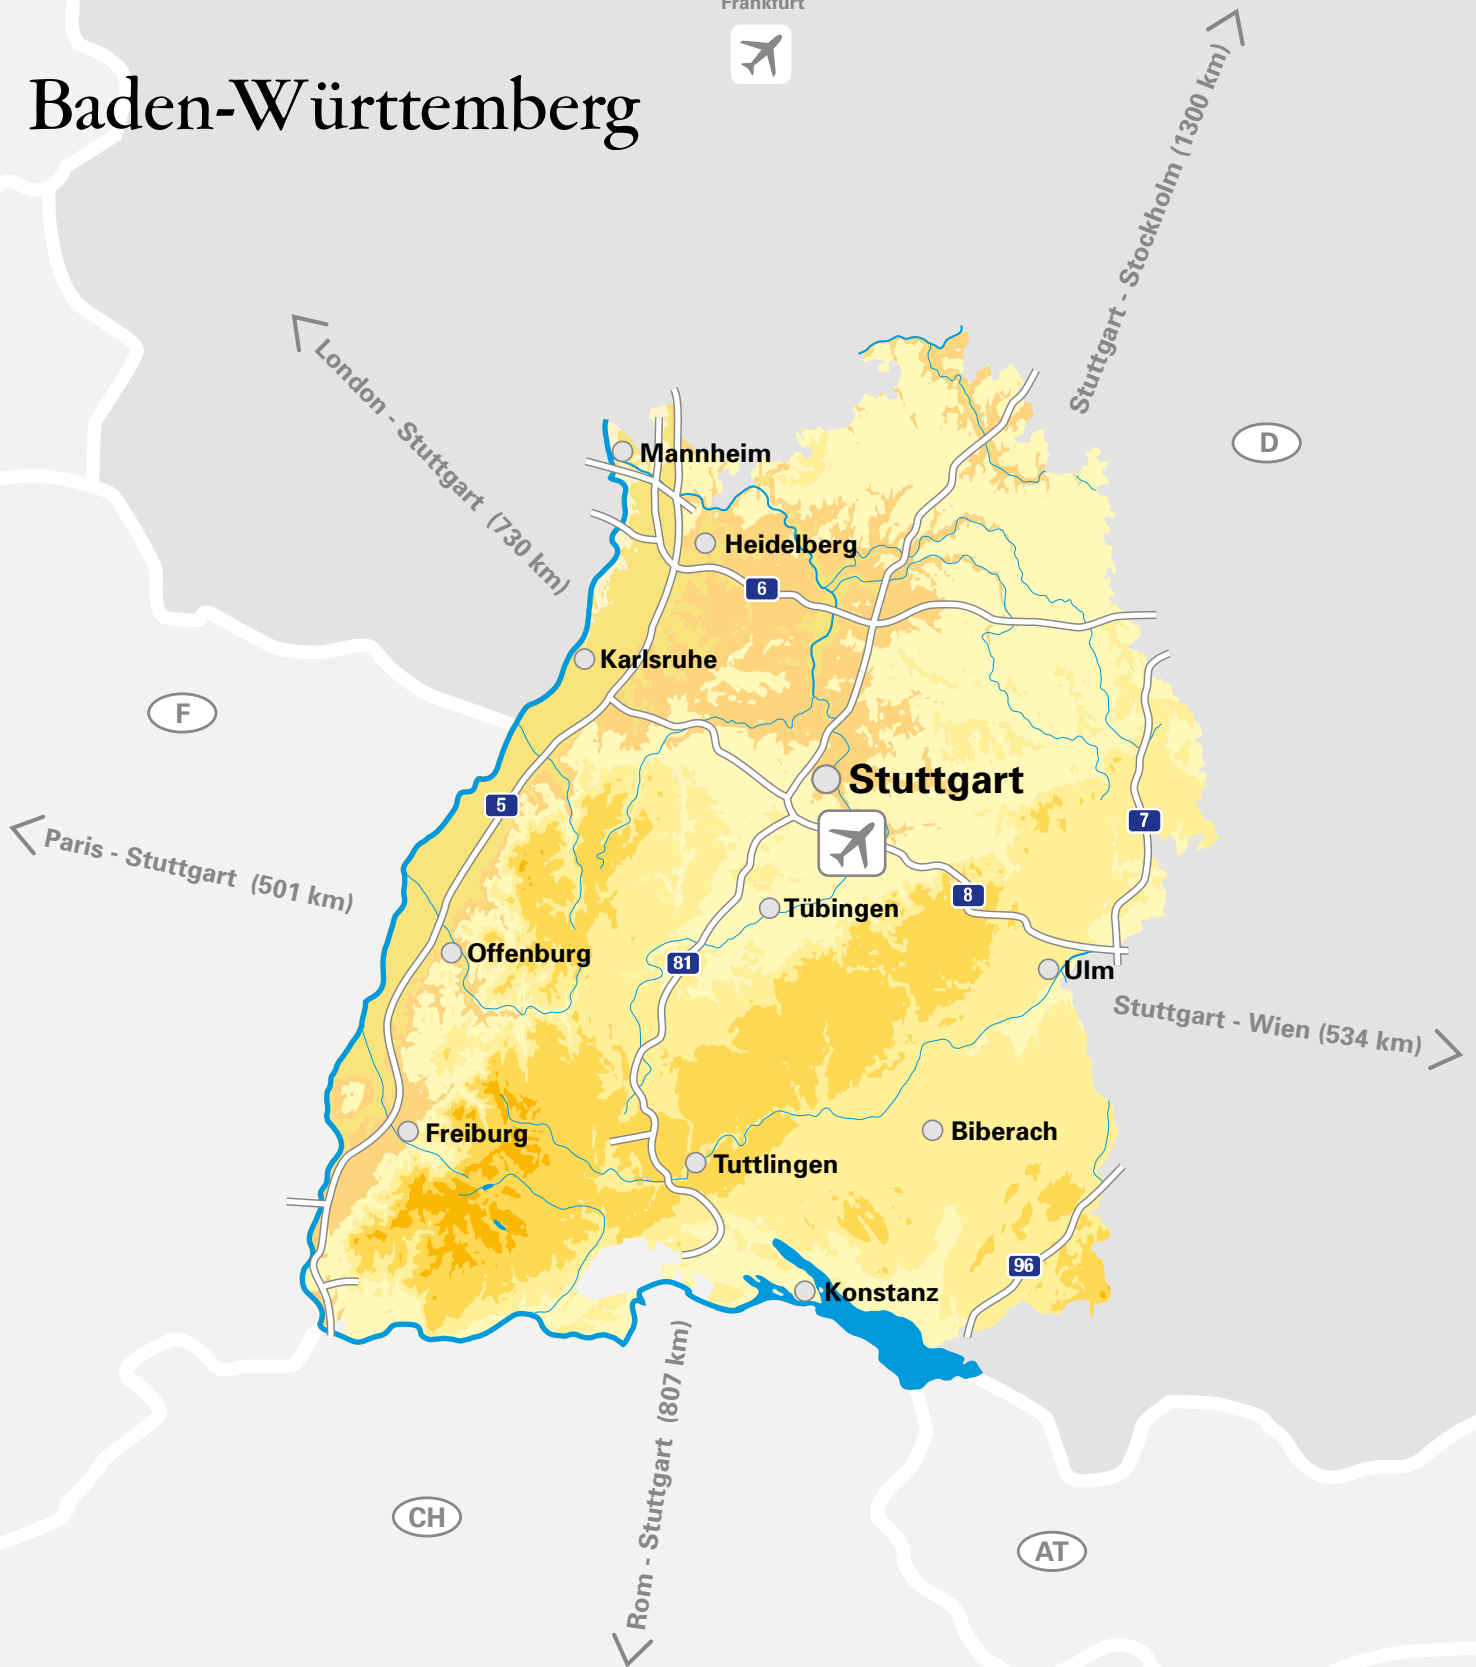 Frankfurt
Baden-Württemberg
Stuttgart - Stockholm (1300 km)
London - Stuttgart (730 km)
D
Mannheim
Heidelberg
6
Karlsruhe
F
Stuttgart
5
7
Paris - Stuttgart (501 km)
8
Tübingen
Offenburg
81
Ulm
Stuttgart - Wien (534 km)
Freiburg
Biberach
Tuttlingen
96
Konstanz
Rom - Stuttgart (807 km)
CH
AT